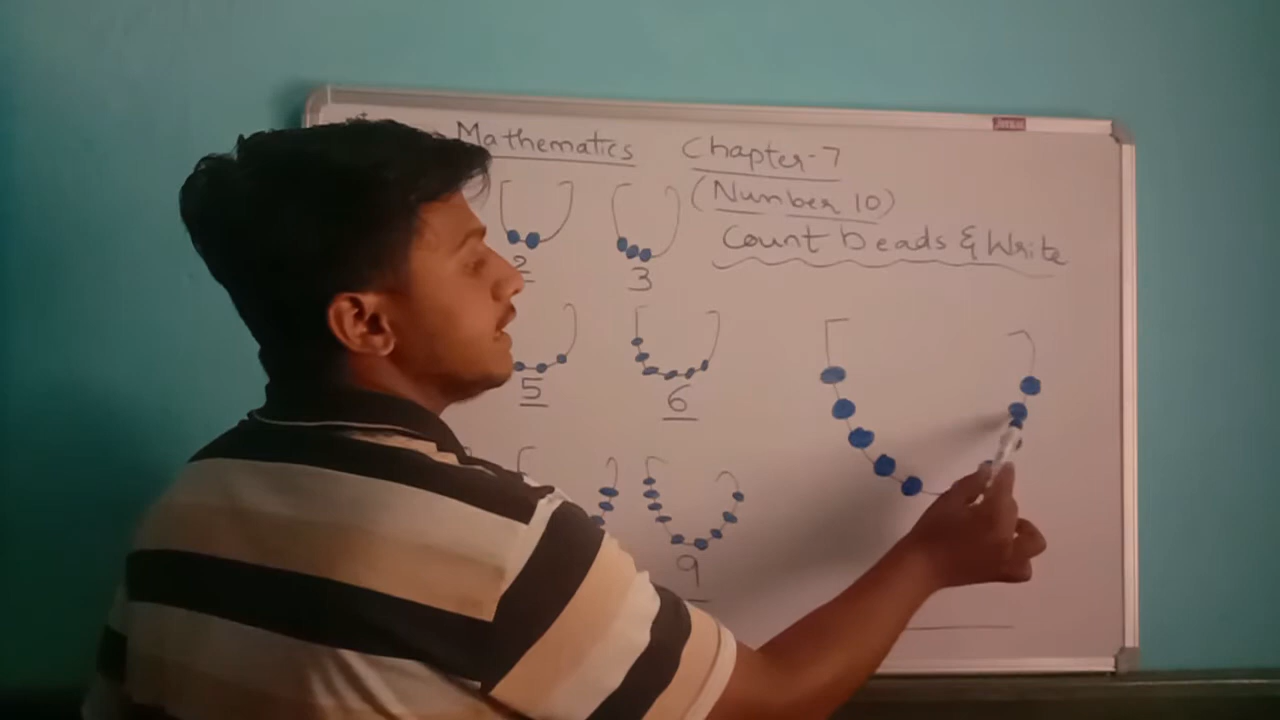 Mathematics Chapter-7
(Number 10)
Count beads & Write
2 3
5 6
9